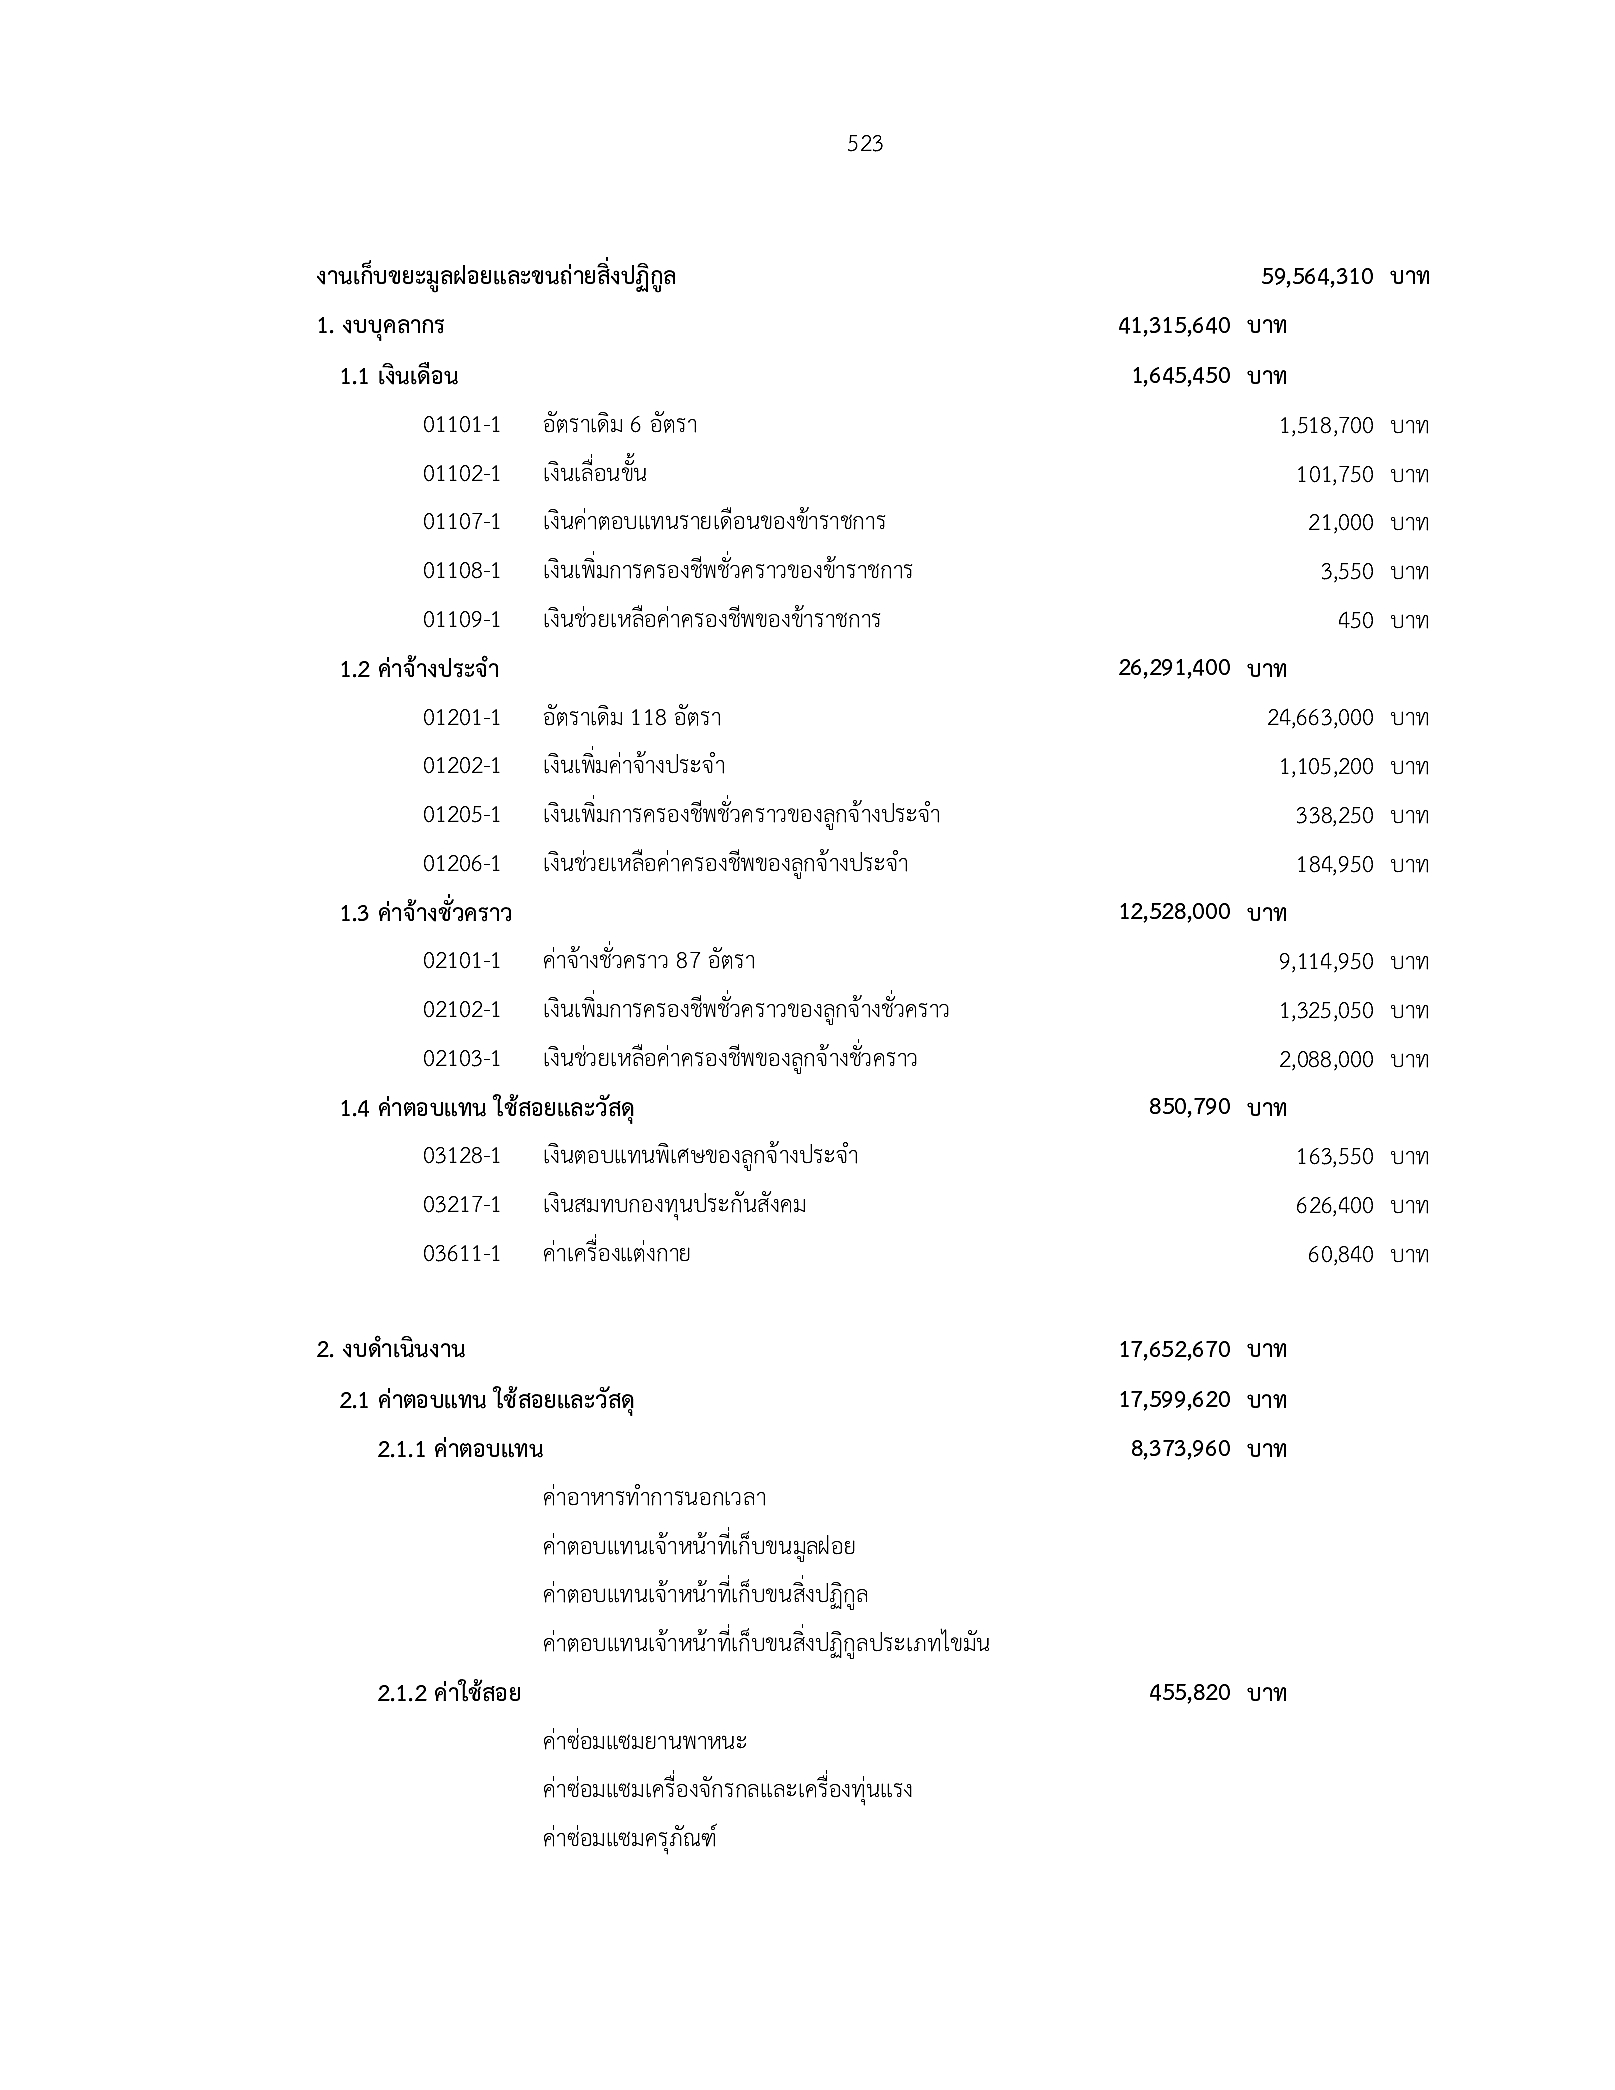 523
งานเก็บขยะมูลฝอยและขนถ่ายสิ่งปฏิกูล 59,564,310 บาท
1. งบบุคลากร 41,315,640 บาท
1.1 เงินเดือน 1,645,450 บาท
01101-1 อัตราเดิม 6 อัตรา 1,518,700 บาท
01102-1 เงินเลื่อนขั้น 101,750 บาท
01107-1 เงินค่าตอบแทนรายเดือนของข้าราชการ 21,000 บาท
01108-1 เงินเพิ่มการครองชีพชั่วคราวของข้าราชการ 3,550 บาท
01109-1 เงินช่วยเหลือค่าครองชีพของข้าราชการ 450 บาท
1.2 ค่าจ้างประจำ 26,291,400 บาท
01201-1 อัตราเดิม 118 อัตรา 24,663,000 บาท
01202-1 เงินเพิ่มค่าจ้างประจำ 1,105,200 บาท
01205-1 เงินเพิ่มการครองชีพชั่วคราวของลูกจ้างประจำ 338,250 บาท
01206-1 เงินช่วยเหลือค่าครองชีพของลูกจ้างประจำ 184,950 บาท
1.3 ค่าจ้างชั่วคราว 12,528,000 บาท
02101-1 ค่าจ้างชั่วคราว 87 อัตรา 9,114,950 บาท
02102-1 เงินเพิ่มการครองชีพชั่วคราวของลูกจ้างชั่วคราว 1,325,050 บาท
02103-1 เงินช่วยเหลือค่าครองชีพของลูกจ้างชั่วคราว 2,088,000 บาท
1.4 ค่าตอบแทน ใช้สอยและวัสดุ 850,790 บาท
03128-1 เงินตอบแทนพิเศษของลูกจ้างประจำ 163,550 บาท
03217-1 เงินสมทบกองทุนประกันสังคม 626,400 บาท
03611-1 ค่าเครื่องแต่งกาย 60,840 บาท
2. งบดำเนินงาน 17,652,670 บาท
2.1 ค่าตอบแทน ใช้สอยและวัสดุ 17,599,620 บาท
2.1.1 ค่าตอบแทน 8,373,960 บาท
ค่าอาหารทำการนอกเวลา
ค่าตอบแทนเจ้าหน้าที่เก็บขนมูลฝอย
ค่าตอบแทนเจ้าหน้าที่เก็บขนสิ่งปฏิกูล
ค่าตอบแทนเจ้าหน้าที่เก็บขนสิ่งปฏิกูลประเภทไขมัน
2.1.2 ค่าใช้สอย 455,820 บาท
ค่าซ่อมแซมยานพาหนะ
ค่าซ่อมแซมเครื่องจักรกลและเครื่องทุ่นแรง
ค่าซ่อมแซมครุภัณฑ์